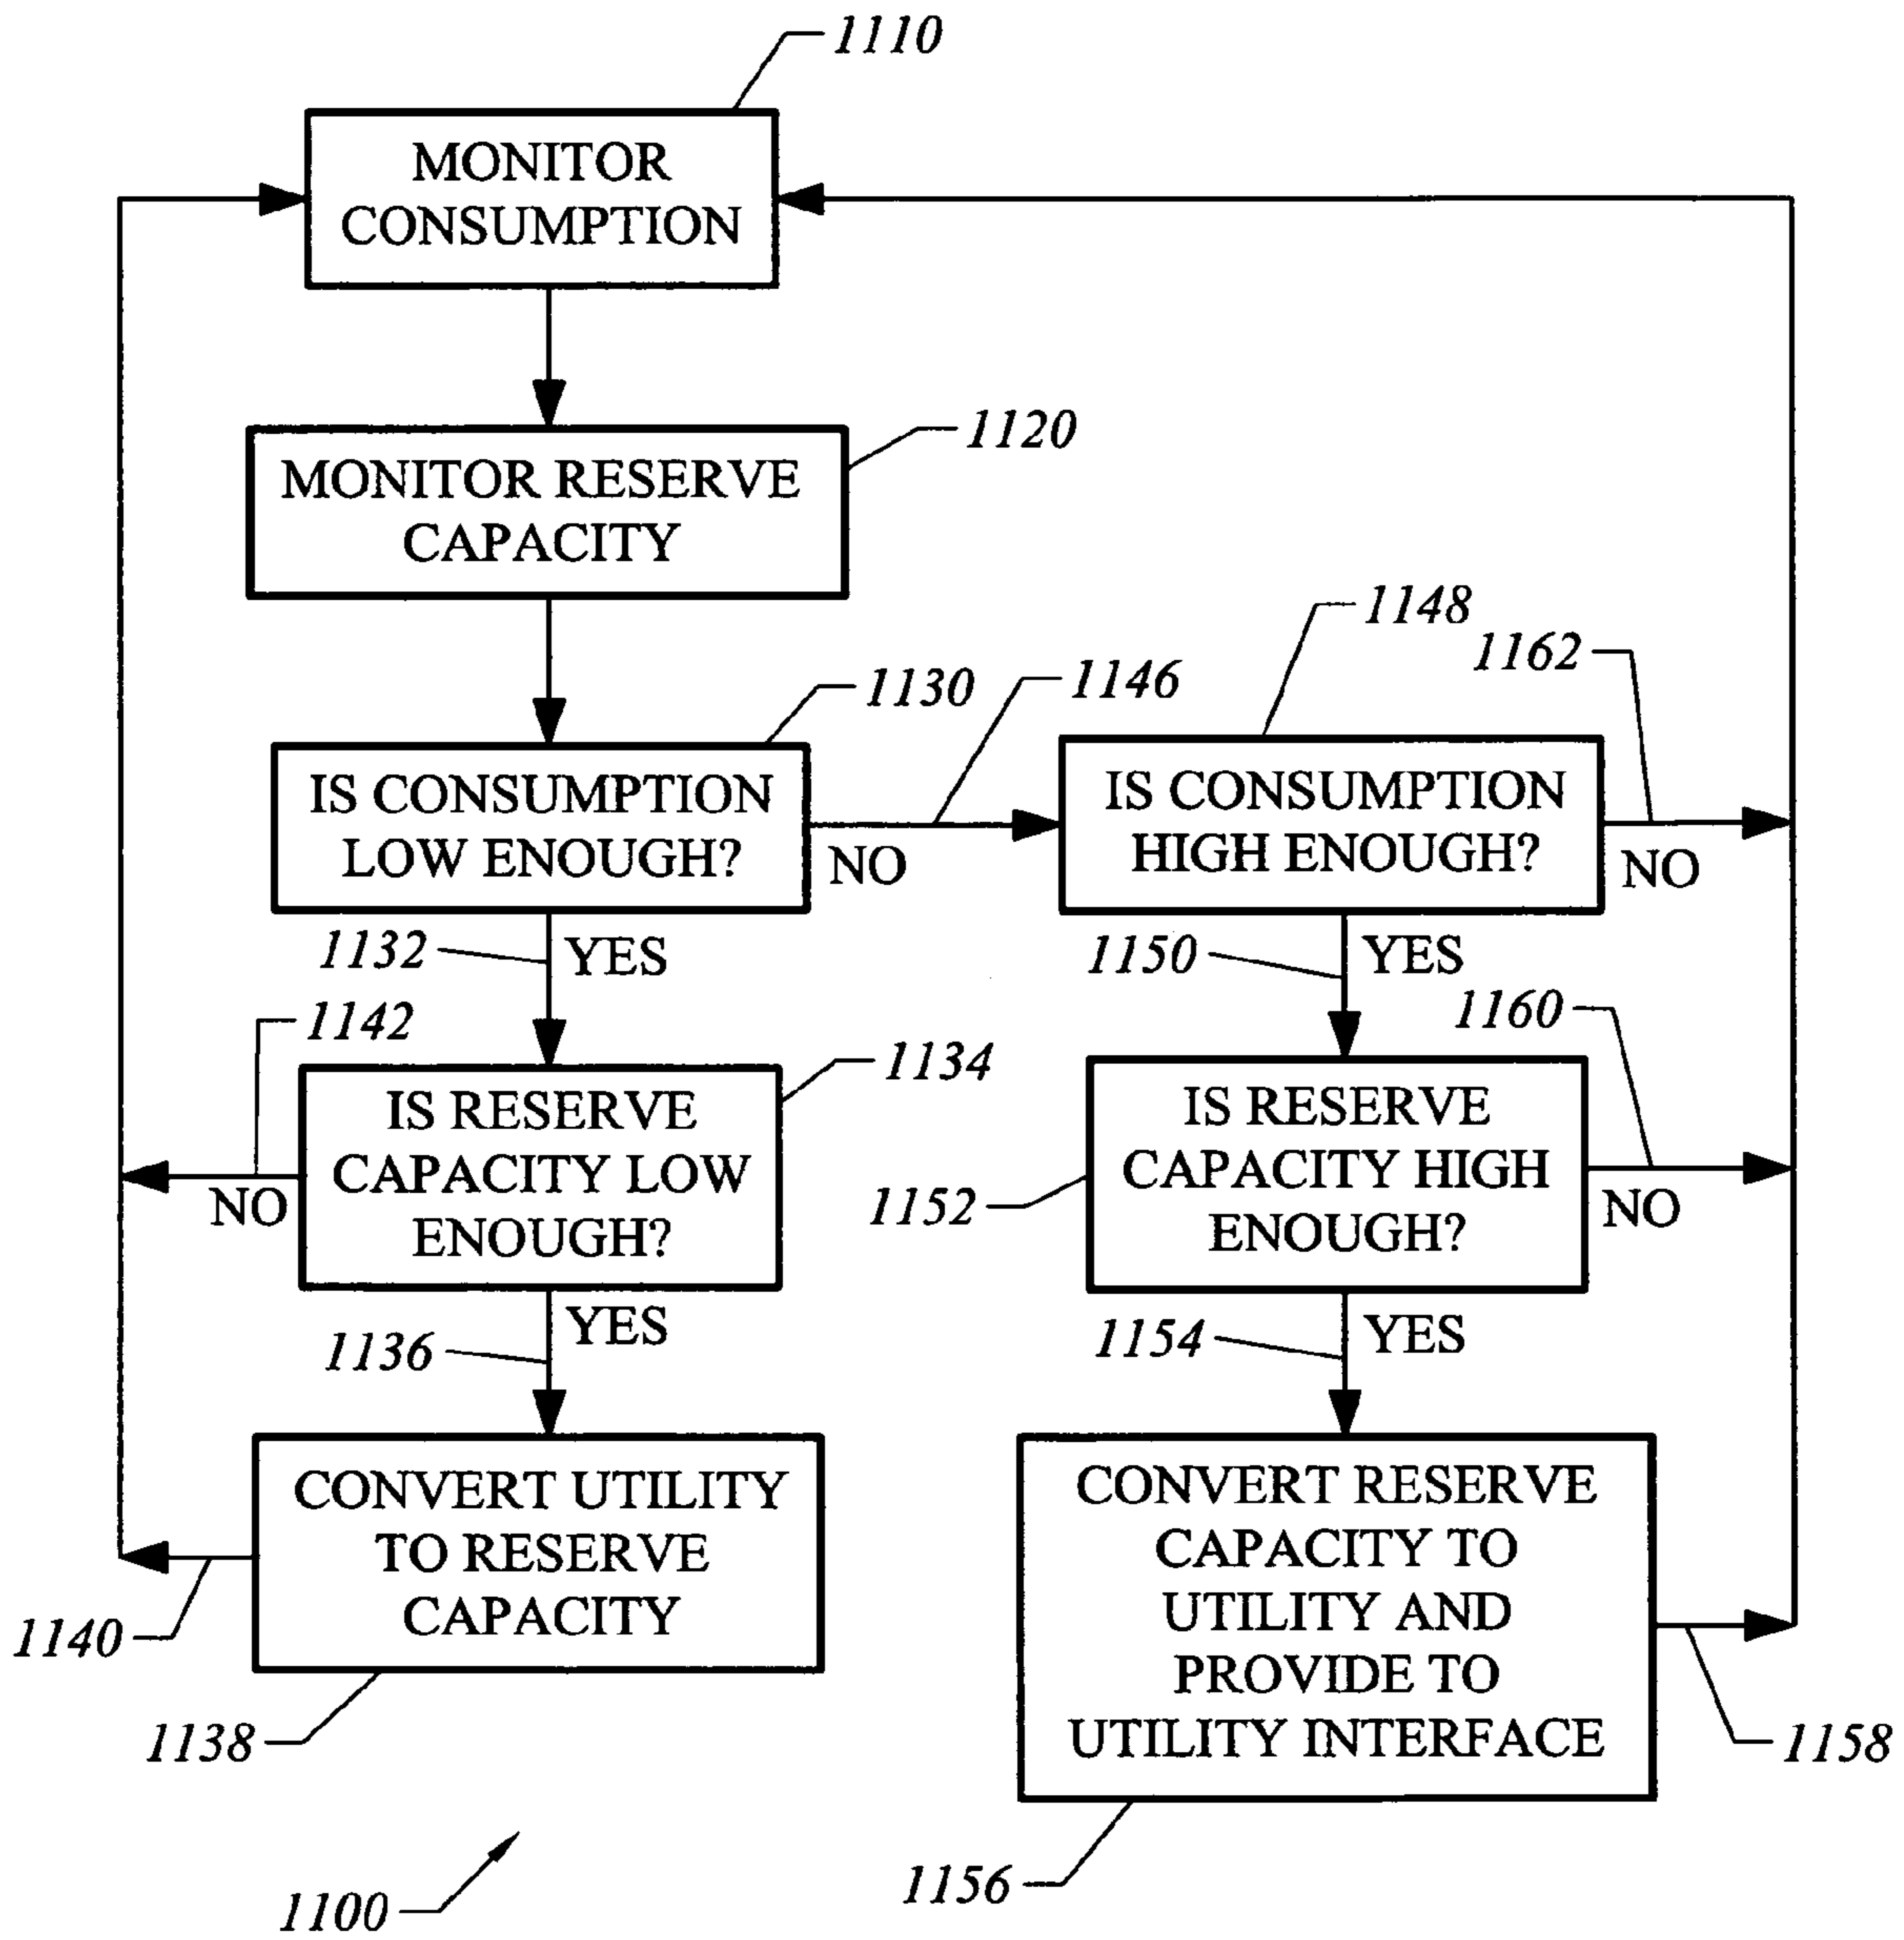 1110
MONITOR
CONSUMPTION
1120
MONITOR RESERVE
CAPACITY
1148
1162
1130
1146
IS CONSUMPTION
LOW ENOUGH?
NO
IS CONSUMPTION
HIGH ENOUGH?
NO
1132
YES
1150
YES
1142
1160
1134
IS RESERVE
CAPACITY LOW
ENOUGH?
NO
IS RESERVE
CAPACITY HIGH
ENOUGH?
1152
NO
1136
YES
1154
YES
CONVERT UTILITY
TO RESERVE
CAPACITY
1140
1138
CONVERT RESERVE
CAPACITY TO
UTILITY AND
PROVIDE TO
UTILITY INTERFACE
1158
1156
1100